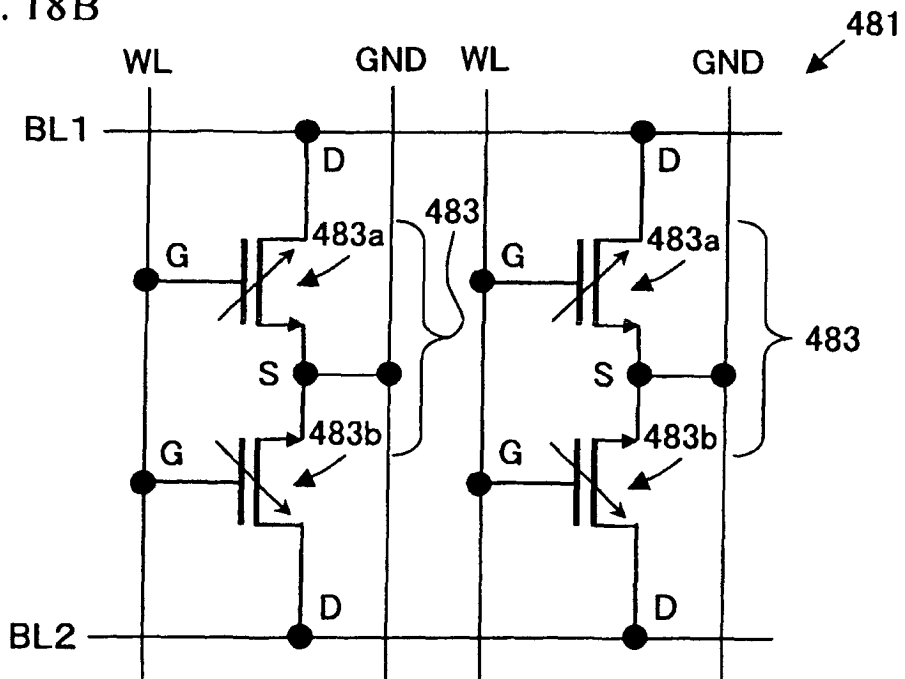 . 18B
481
WL GND WL GND
BL1
D D
483
G 483a G 483a
483
S S
G 483b G 483b
D D
BL2